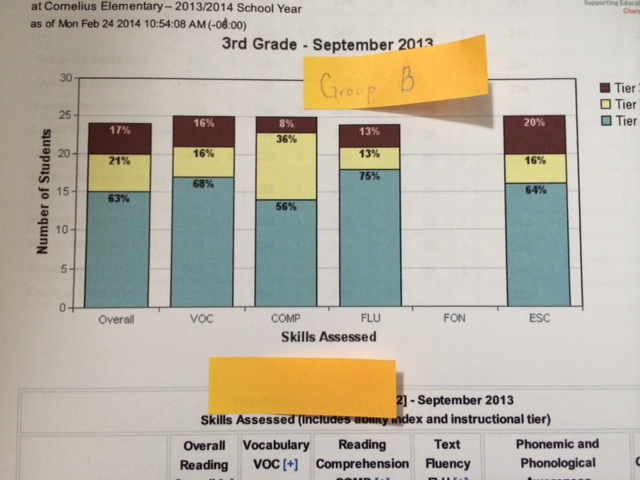 at Cornelius Elementary – 2013/2014 School Year
Supporting
as of Mon Feb 24 2014 10:54:08 AM (-06:00)
3rd Grade - September 2013
Group B
Number of Students
30
25
20
15
10
5
0
17%
21%
63%
16%
16%
68%
8%
36%
56%
13%
13%
75%
20%
16%
64%
Tier
Tier
Tier
Overall
VOC
COMP
FLU
FON
ESC
Skills Assessed
2] - September 2013
Skills Assessed (includes ability index and instructional tier)
Overall Vocabulary Reading Text Phonemic and
Reading VOC [+] Comprehension Fluency Phonological